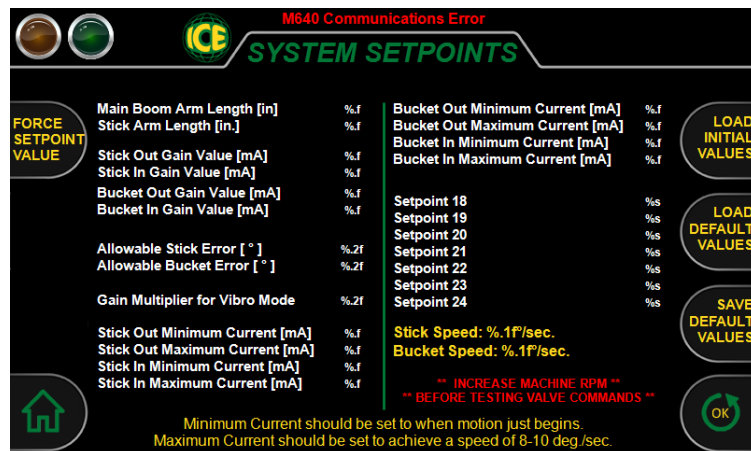 M640 Communications Error
ICE
SYSTEM SETPOINTS
FORCE
SETPOINT
VALUE
Main Boom Arm Length [in] %.f
Stick Arm Length [in.] %.f
Stick Out Gain Value [mA] %.f
Stick In Gain Value [mA] %.f
Bucket Out Gain Value [mA] %.f
Bucket In Gain Value [mA] %.f
Allowable Stick Error [ ° ] %.2f
Allowable Bucket Error [ ° ] %.2f
Gain Multiplier for Vibro Mode %.2f
Stick Out Minimum Current [mA] %.f
Stick Out Maximum Current [mA] %.f
Stick In Minimum Current [mA] %.f
Stick In Maximum Current [mA] %.f
Bucket Out Minimum Current [mA] %.f
Bucket Out Maximum Current [mA] %.f
Bucket In Minimum Current [mA] %.f
Bucket In Maximum Current [mA] %.f
Setpoint 18 %s
Setpoint 19 %s
Setpoint 20 %s
Setpoint 21 %s
Setpoint 22 %s
Setpoint 23 %s
Setpoint 24 %s
Stick Speed: %.1f°/sec.
Bucket Speed: %.1f°/sec.
** INCREASE MACHINE RPM **
** BEFORE TESTING VALVE COMMANDS **
LOAD
INITIAL
VALUES
LOAD
DEFAULT
VALUES
SAVE
DEFAULT
VALUES
OK
Minimum Current should be set to when motion just begins.
Maximum Current should be set to achieve a speed of 8-10 deg./sec.